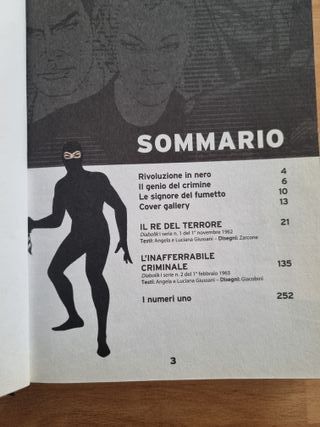 SOMMARIO
Rivoluzione in nero 4
Il genio del crimine 6
Le signore del fumetto 10
Cover gallery 13
IL RE DEL TERRORE 21
Diabolik I serie n. 1 del 1° novembre 1962
Testi: Angela e Luciana Giussani – Disegni: Zarcone
L'INAFFERRABILE
CRIMINALE 135
Diabolik I serie n. 2 del 1° febbraio 1963
Testi: Angela e Luciana Giussani – Disegni: Giacoboni
I numeri uno 252
3